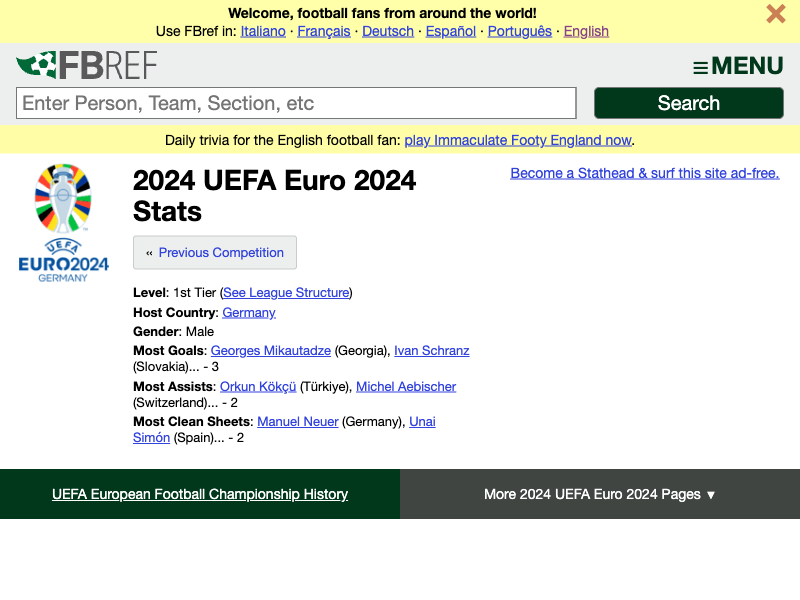 Welcome, football fans from around the world!
Use FBref in: Italiano · Français · Deutsch · Español · Português · English
FBREF
≡MENU
Enter Person, Team, Section, etc
Search
Daily trivia for the English football fan: play Immaculate Footy England now.
UEFA
EURO2024
GERMANY
2024 UEFA Euro 2024
Stats
Become a Stathead & surf this site ad-free.
« Previous Competition
Level: 1st Tier (See League Structure)
Host Country: Germany
Gender: Male
Most Goals: Georges Mikautadze (Georgia), Ivan Schranz
(Slovakia)... - 3
Most Assists: Orkun Kökçü (Türkiye), Michel Aebischer
(Switzerland)... - 2
Most Clean Sheets: Manuel Neuer (Germany), Unai
Simón (Spain)... - 2
UEFA European Football Championship History
More 2024 UEFA Euro 2024 Pages ▼